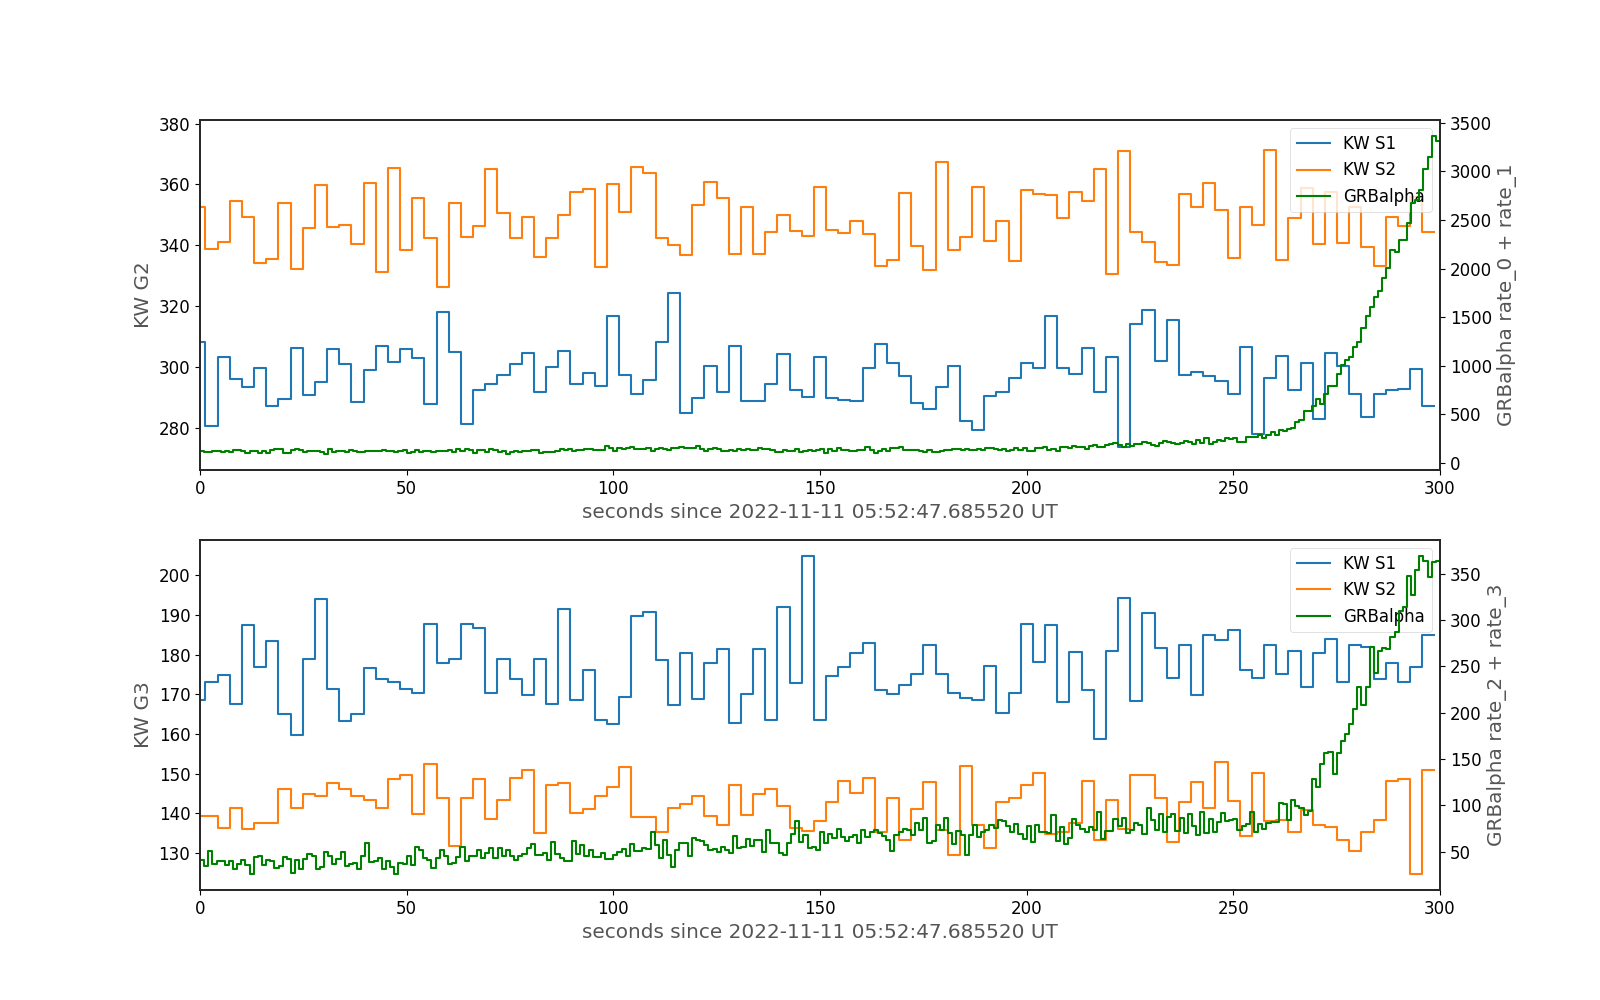 380
360
340
320
300
280
KW G2
KW S1
KW S2
GRBalpha
3500
3000
2500
2000
1500
1000
500
0
GRBalpha rate_0 + rate_1
0 50 100 150 200 250 300
seconds since 2022-11-11 05:52:47.685520 UT
200
190
180
170
160
150
140
130
KW G3
KW S1
KW S2
GRBalpha
350
300
250
200
150
100
50
GRBalpha rate_2 + rate_3
0 50 100 150 200 250 300
seconds since 2022-11-11 05:52:47.685520 UT